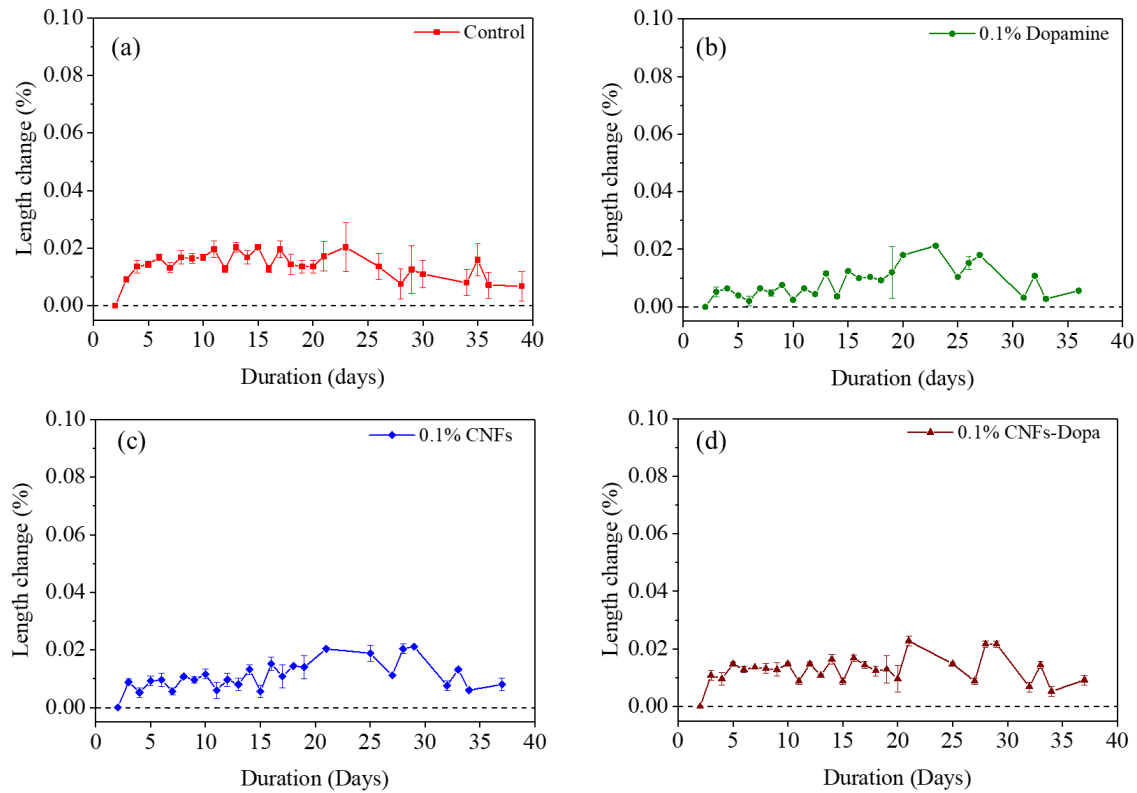 (a)
Control
Length change (%)
0.10
0.08
0.06
0.04
0.02
0.00
0 5 10 15 20 25 30 35 40
Duration (days)
(b)
0.1% Dopamine
Length change (%)
0.10
0.08
0.06
0.04
0.02
0.00
0 5 10 15 20 25 30 35 40
Duration (days)
(c)
0.1% CNFs
Length change (%)
0.10
0.08
0.06
0.04
0.02
0.00
0 5 10 15 20 25 30 35 40
Duration (Days)
(d)
0.1% CNFs-Dopa
Length change (%)
0.10
0.08
0.06
0.04
0.02
0.00
0 5 10 15 20 25 30 35 40
Duration (Days)